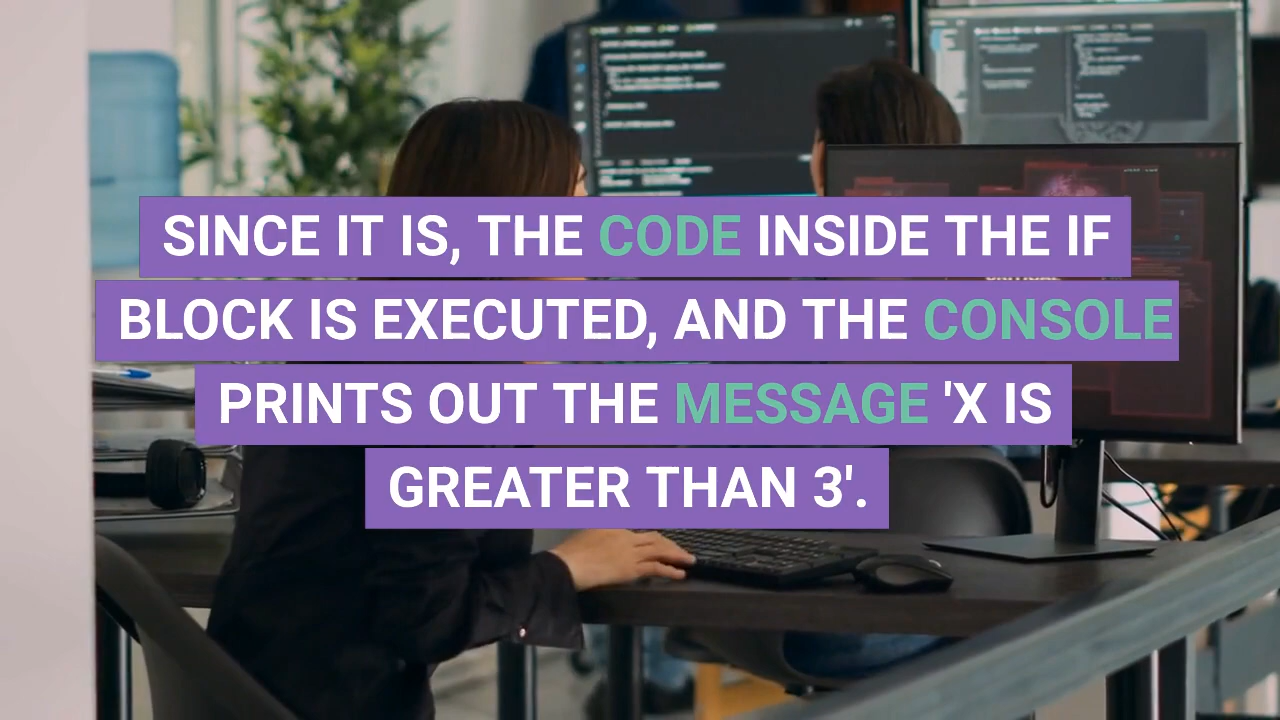 SINCE IT IS, THE CODE INSIDE THE IF
BLOCK IS EXECUTED, AND THE CONSOLE
PRINTS OUT THE MESSAGE 'X IS
GREATER THAN 3'.